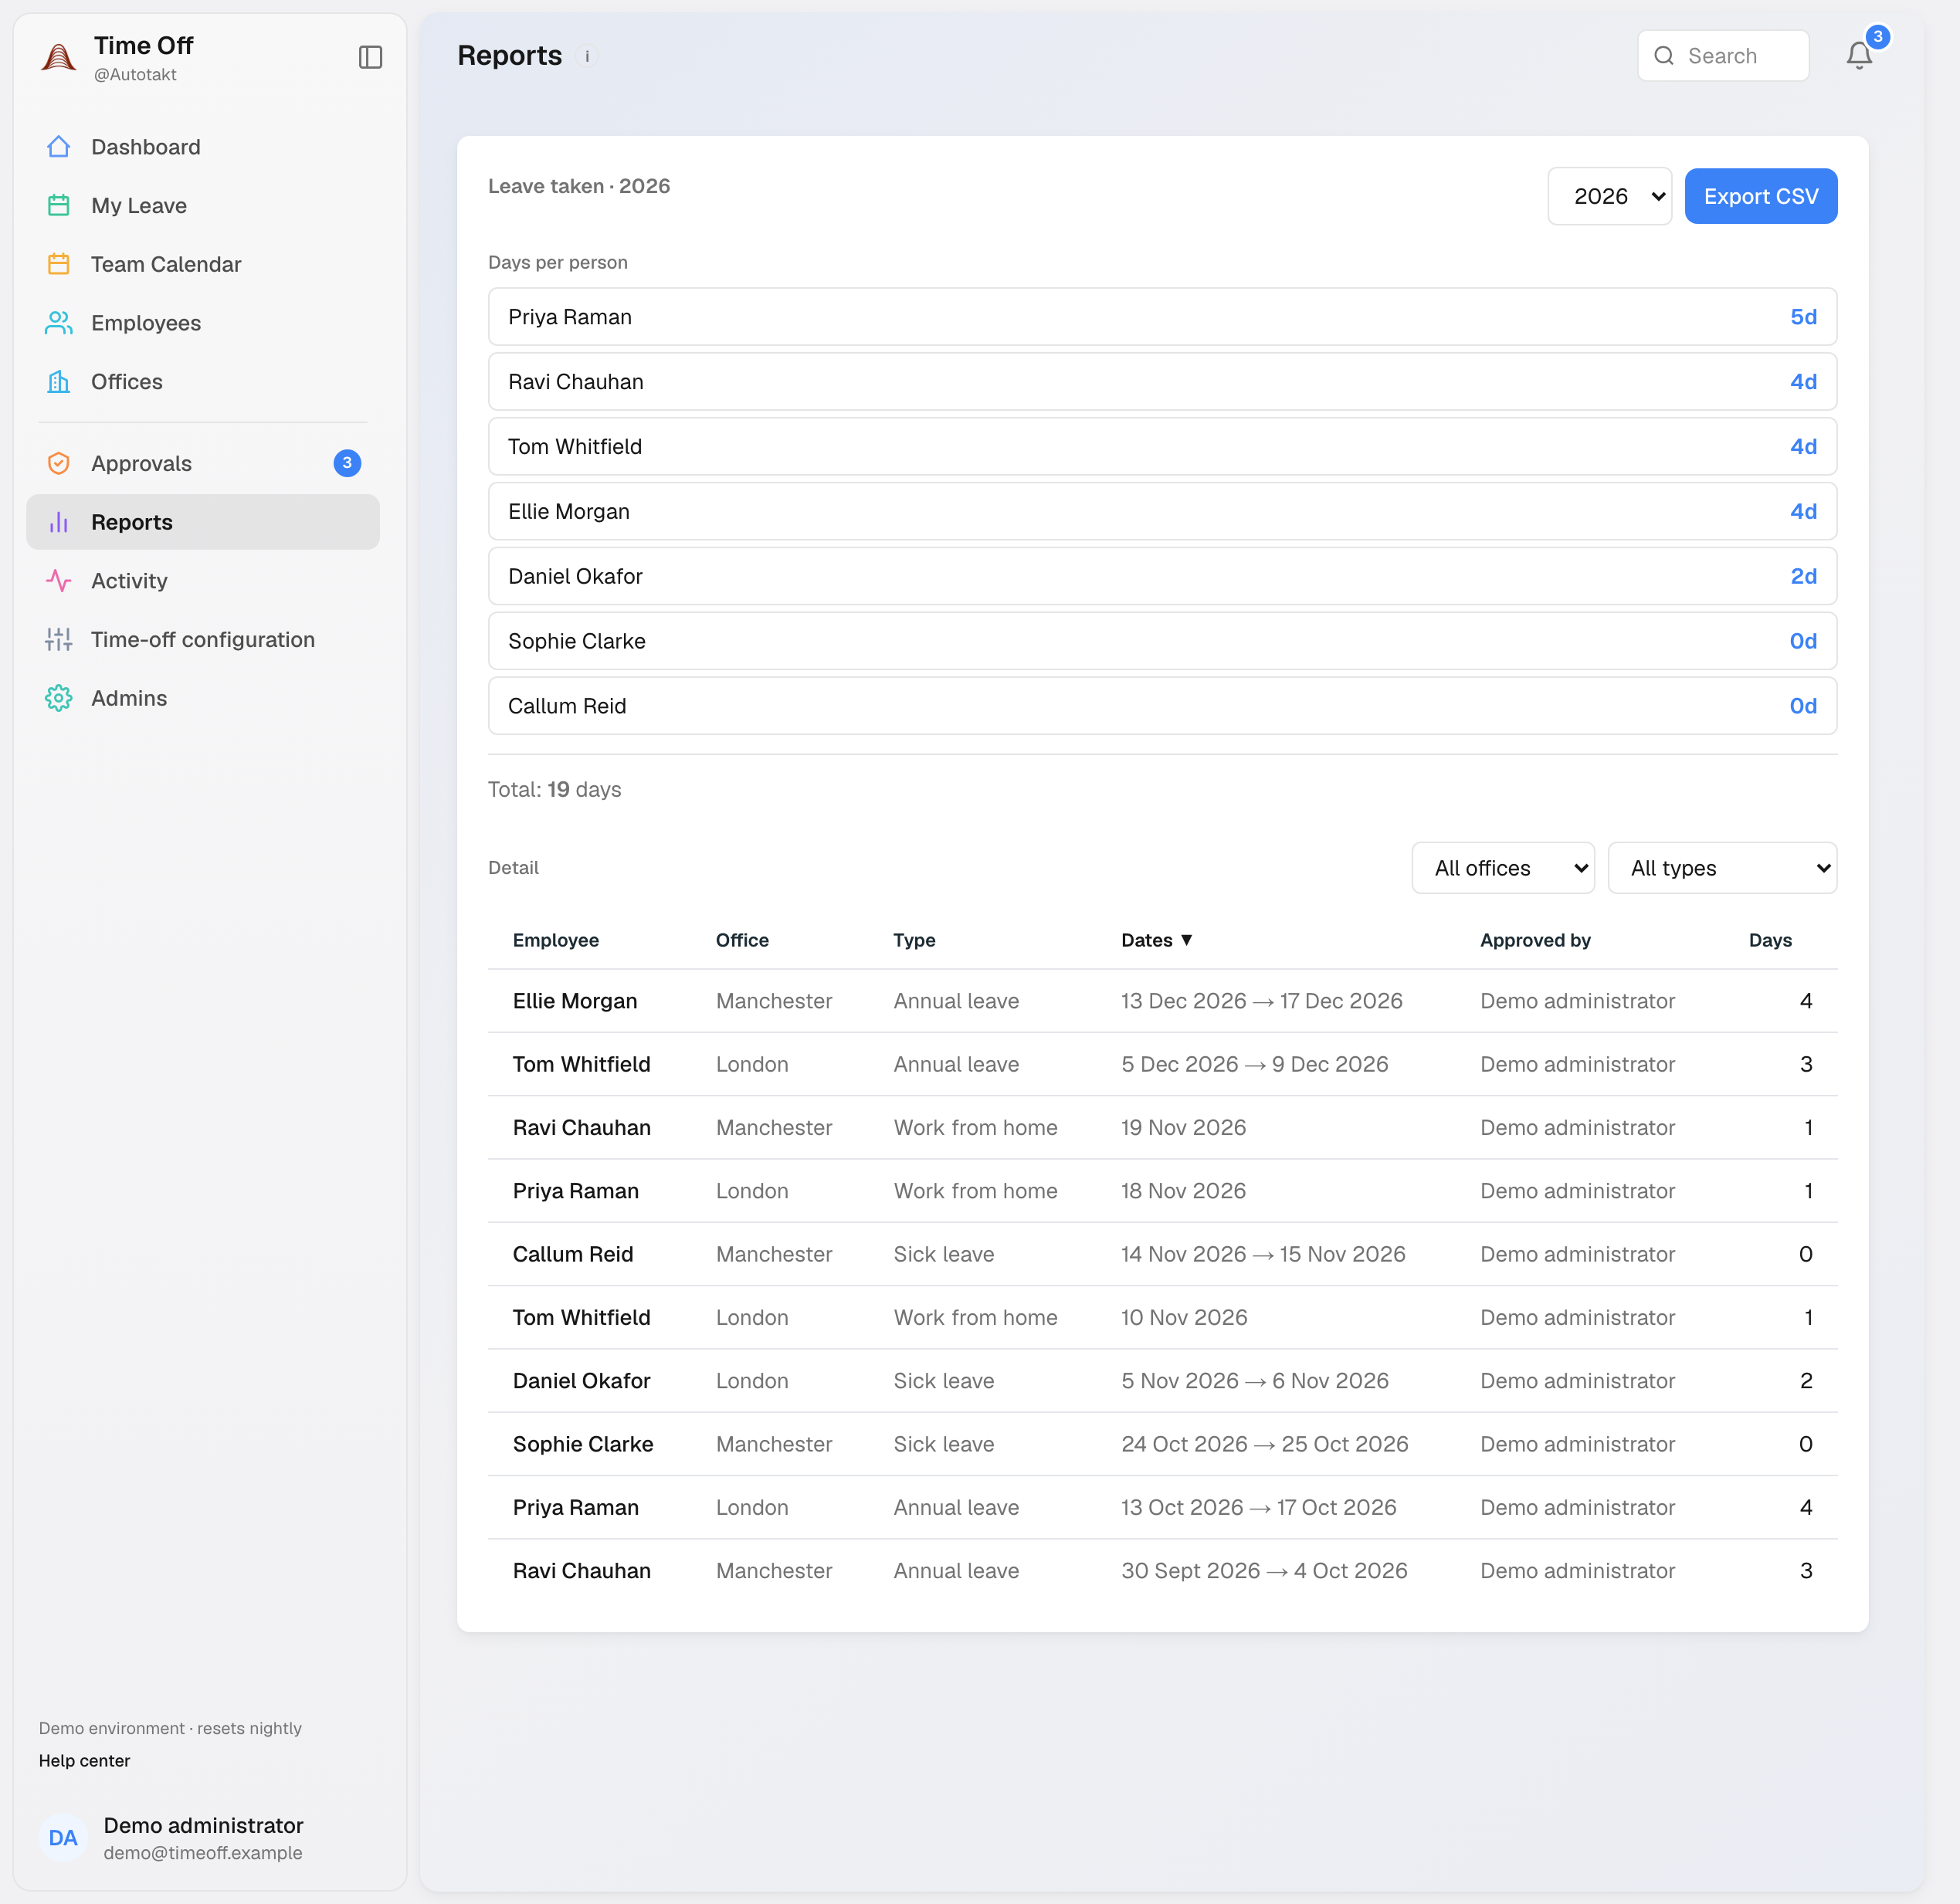 Time Off
@Autotakt
Dashboard
My Leave
Team Calendar
Employees
Offices
Approvals 3
Reports
Activity
Time-off configuration
Admins
Demo environment · resets nightly
Help center
DA
Demo administrator
demo@timeoff.example
Reports i
Search
3
Leave taken · 2026
2026
Export CSV
Days per person
Priya Raman 5d
Ravi Chauhan 4d
Tom Whitfield 4d
Ellie Morgan 4d
Daniel Okafor 2d
Sophie Clarke 0d
Callum Reid 0d
Total: 19 days
Detail
All offices
All types
Employee Office Type Dates ▼ Approved by Days
Ellie Morgan Manchester Annual leave 13 Dec 2026 → 17 Dec 2026 Demo administrator 4
Tom Whitfield London Annual leave 5 Dec 2026 → 9 Dec 2026 Demo administrator 3
Ravi Chauhan Manchester Work from home 19 Nov 2026 Demo administrator 1
Priya Raman London Work from home 18 Nov 2026 Demo administrator 1
Callum Reid Manchester Sick leave 14 Nov 2026 → 15 Nov 2026 Demo administrator 0
Tom Whitfield London Work from home 10 Nov 2026 Demo administrator 1
Daniel Okafor London Sick leave 5 Nov 2026 → 6 Nov 2026 Demo administrator 2
Sophie Clarke Manchester Sick leave 24 Oct 2026 → 25 Oct 2026 Demo administrator 0
Priya Raman London Annual leave 13 Oct 2026 → 17 Oct 2026 Demo administrator 4
Ravi Chauhan Manchester Annual leave 30 Sept 2026 → 4 Oct 2026 Demo administrator 3